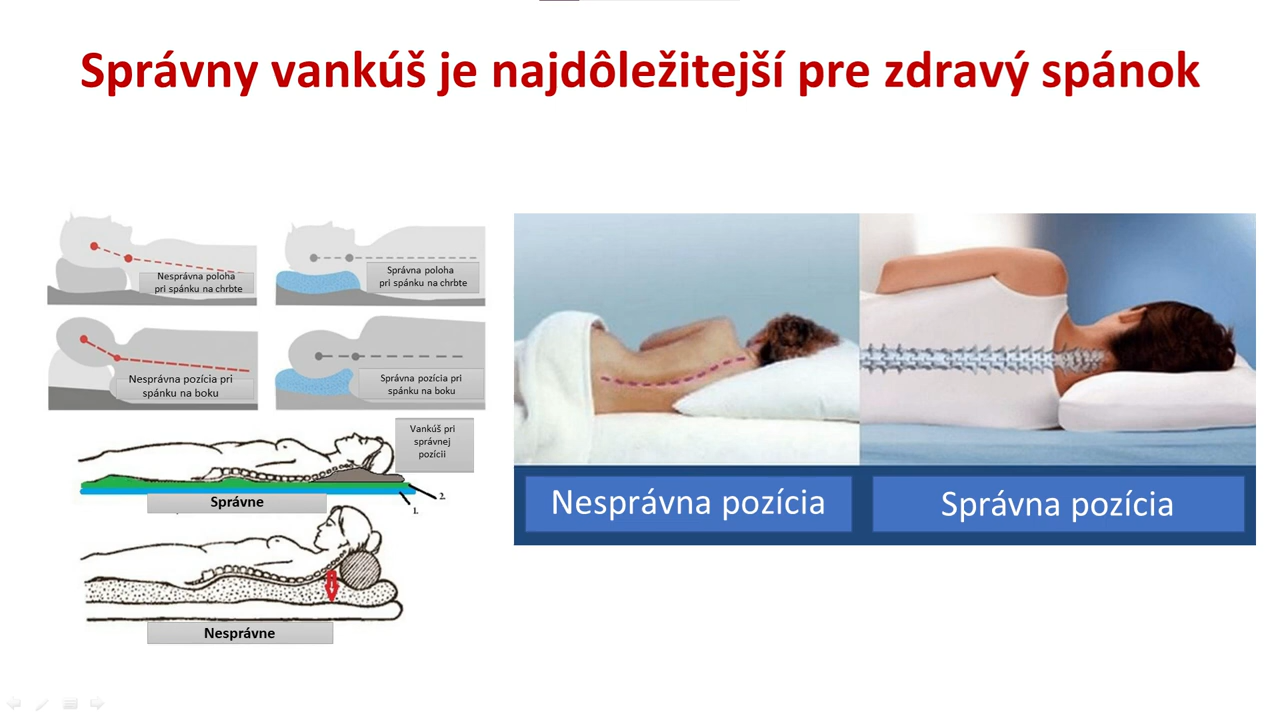 Správny vankúš je najdôležitejší pre zdravý spánok
Nesprávna poloha
pri spánku na chrbte
Správna poloha
pri spánku na chrbte
Nesprávna pozícia pri
spánku na boku
Správna pozícia pri
spánku na boku
Vankúš pri
správnej
pozícii
2.
1.
Správne
Nesprávne
Nesprávna pozícia
Správna pozícia